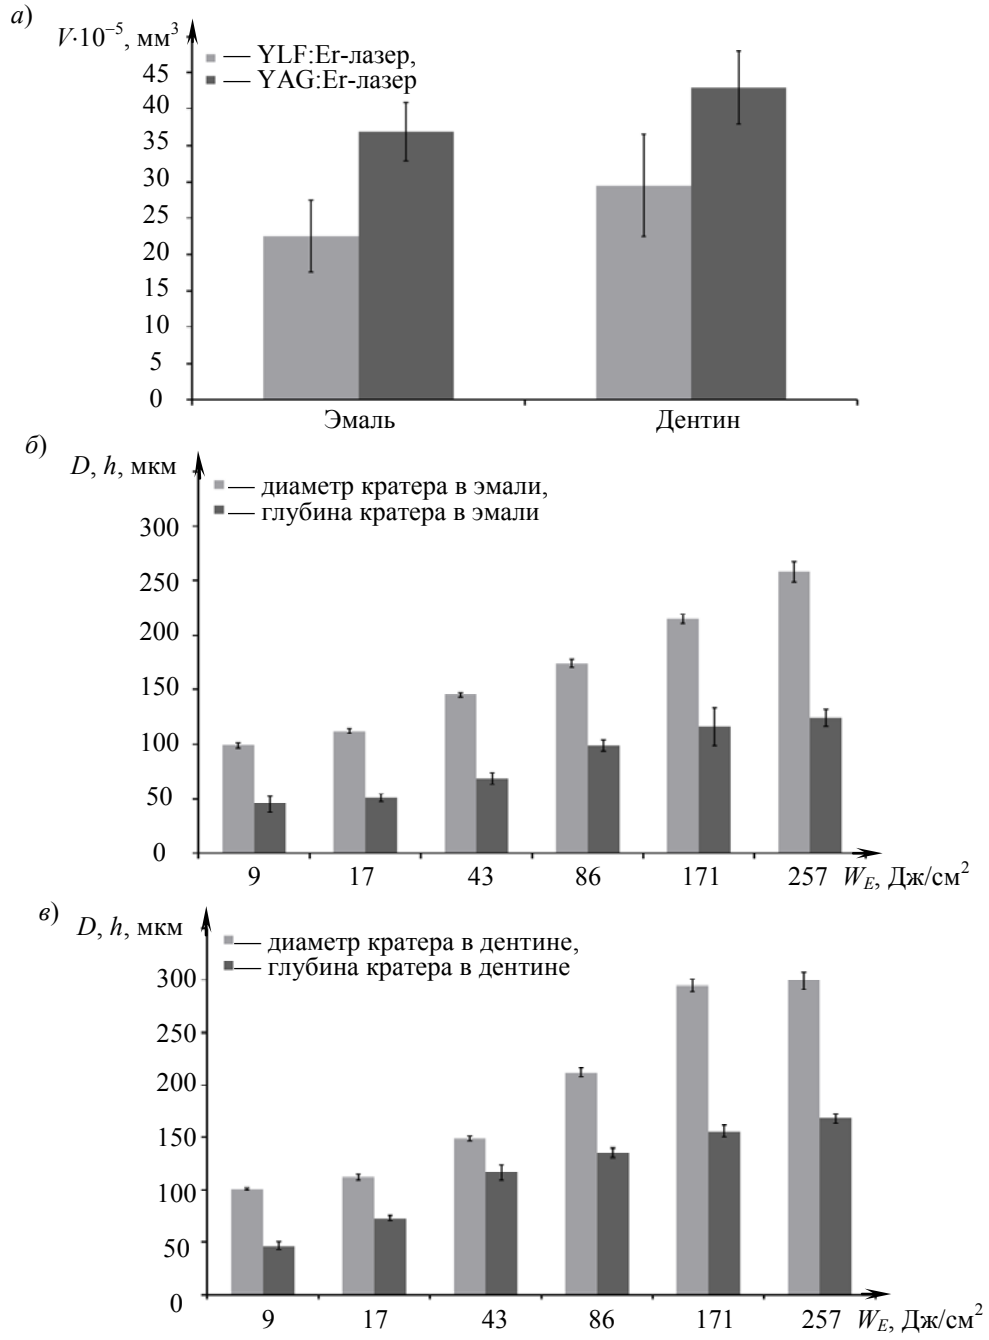 а)
V·10⁻⁵, мм³
— YLF:Er-лазер,
— YAG:Er-лазер
45
40
35
30
25
20
15
10
5
0
Эмаль Дентин
б)
D, h, мкм
— диаметр кратера в эмали,
— глубина кратера в эмали
300
250
200
150
100
50
0
9 17 43 86 171 257 W_E, Дж/см²
в)
D, h, мкм
— диаметр кратера в дентине,
— глубина кратера в дентине
300
250
200
150
100
50
0
9 17 43 86 171 257 W_E, Дж/см²